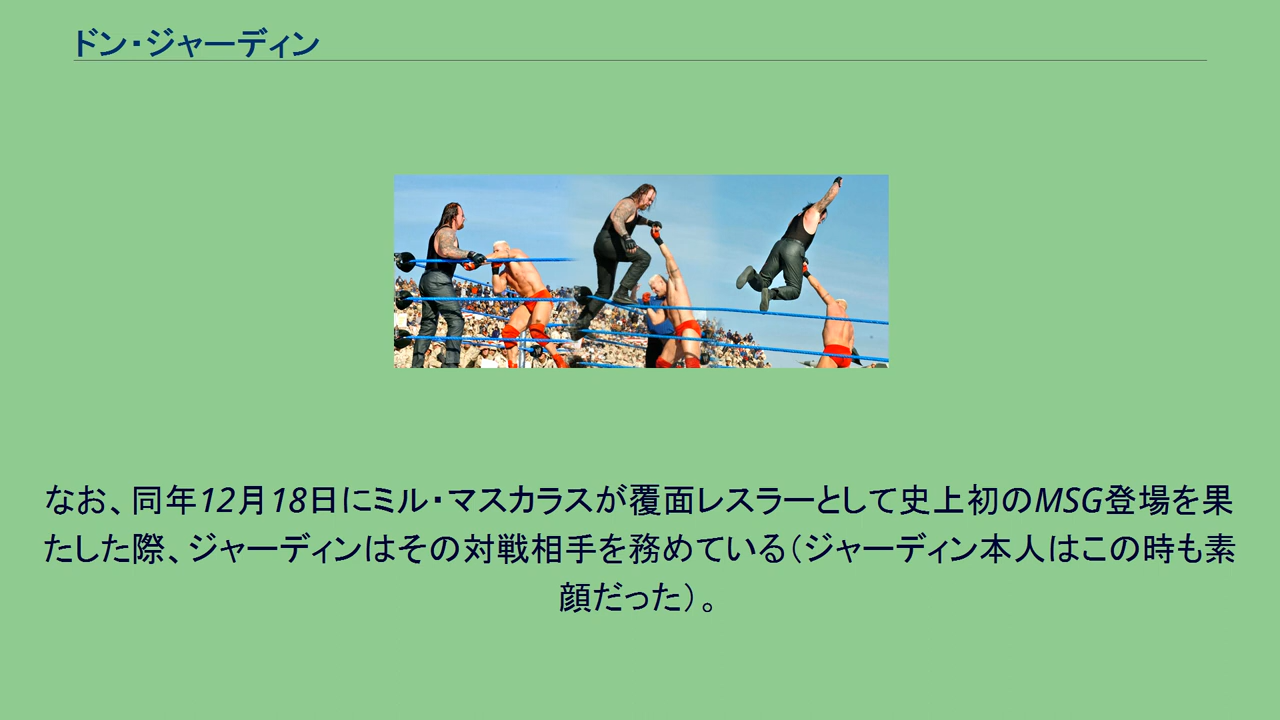 ドン・ジャーディン
なお、同年12月18日にミル・マスカラスが覆面レスラーとして史上初のMSG登場を果
たした際、ジャーディンはその対戦相手を務めている（ジャーディン本人はこの時も素
顔だった）。